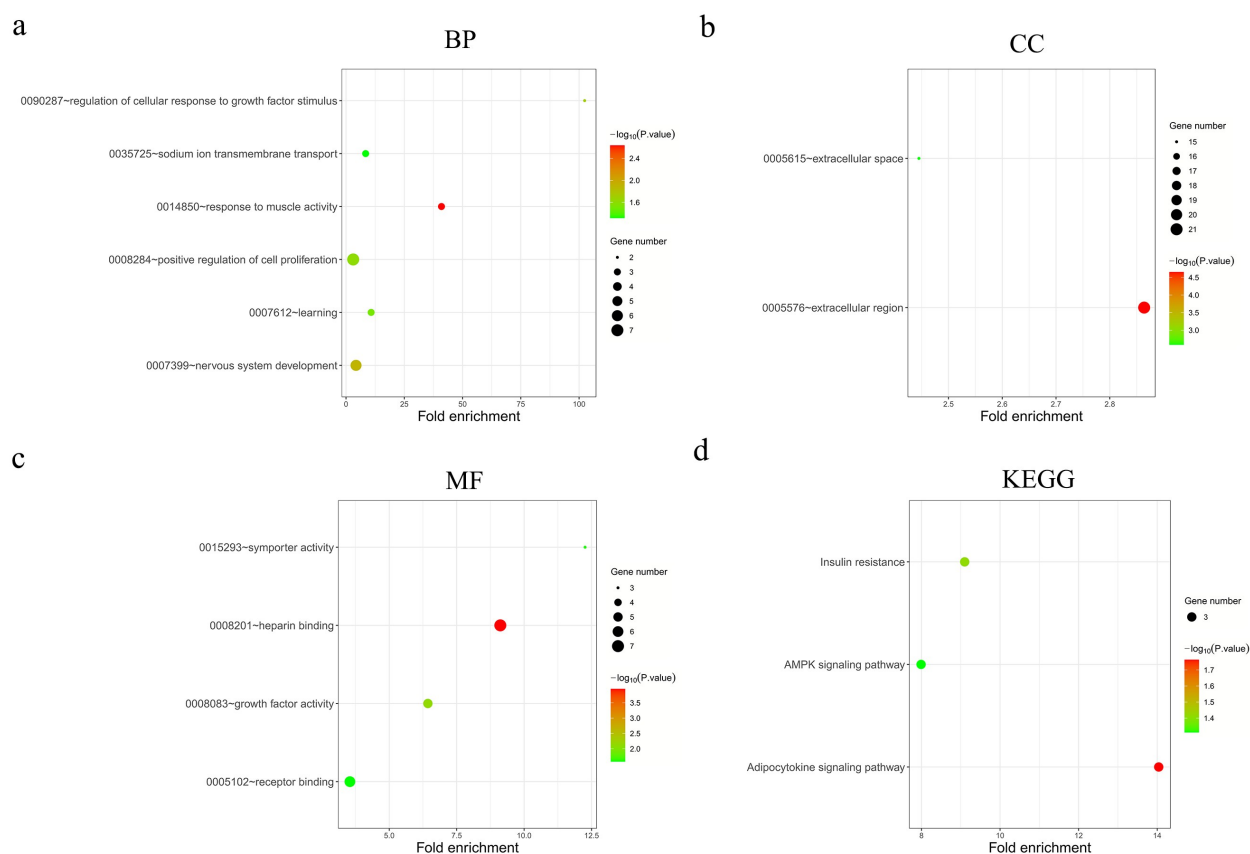 a
BP
0090287~regulation of cellular response to growth factor stimulus
0035725~sodium ion transmembrane transport
0014850~response to muscle activity
0008284~positive regulation of cell proliferation
0007612~learning
0007399~nervous system development
0 25 50 75 100
Fold enrichment
−log10(P.value)
2.4
2.0
1.6
Gene number
2
3
4
5
6
7
b
CC
0005615~extracellular space
0005576~extracellular region
2.5 2.6 2.7 2.8
Fold enrichment
Gene number
15
16
17
18
19
20
21
−log10(P.value)
4.5
4.0
3.5
3.0
c
MF
0015293~symporter activity
0008201~heparin binding
0008083~growth factor activity
0005102~receptor binding
5.0 7.5 10.0 12.5
Fold enrichment
Gene number
3
4
5
6
7
−log10(P.value)
3.5
3.0
2.5
2.0
d
KEGG
Insulin resistance
AMPK signaling pathway
Adipocytokine signaling pathway
8 10 12 14
Fold enrichment
Gene number
3
−log10(P.value)
1.7
1.6
1.5
1.4